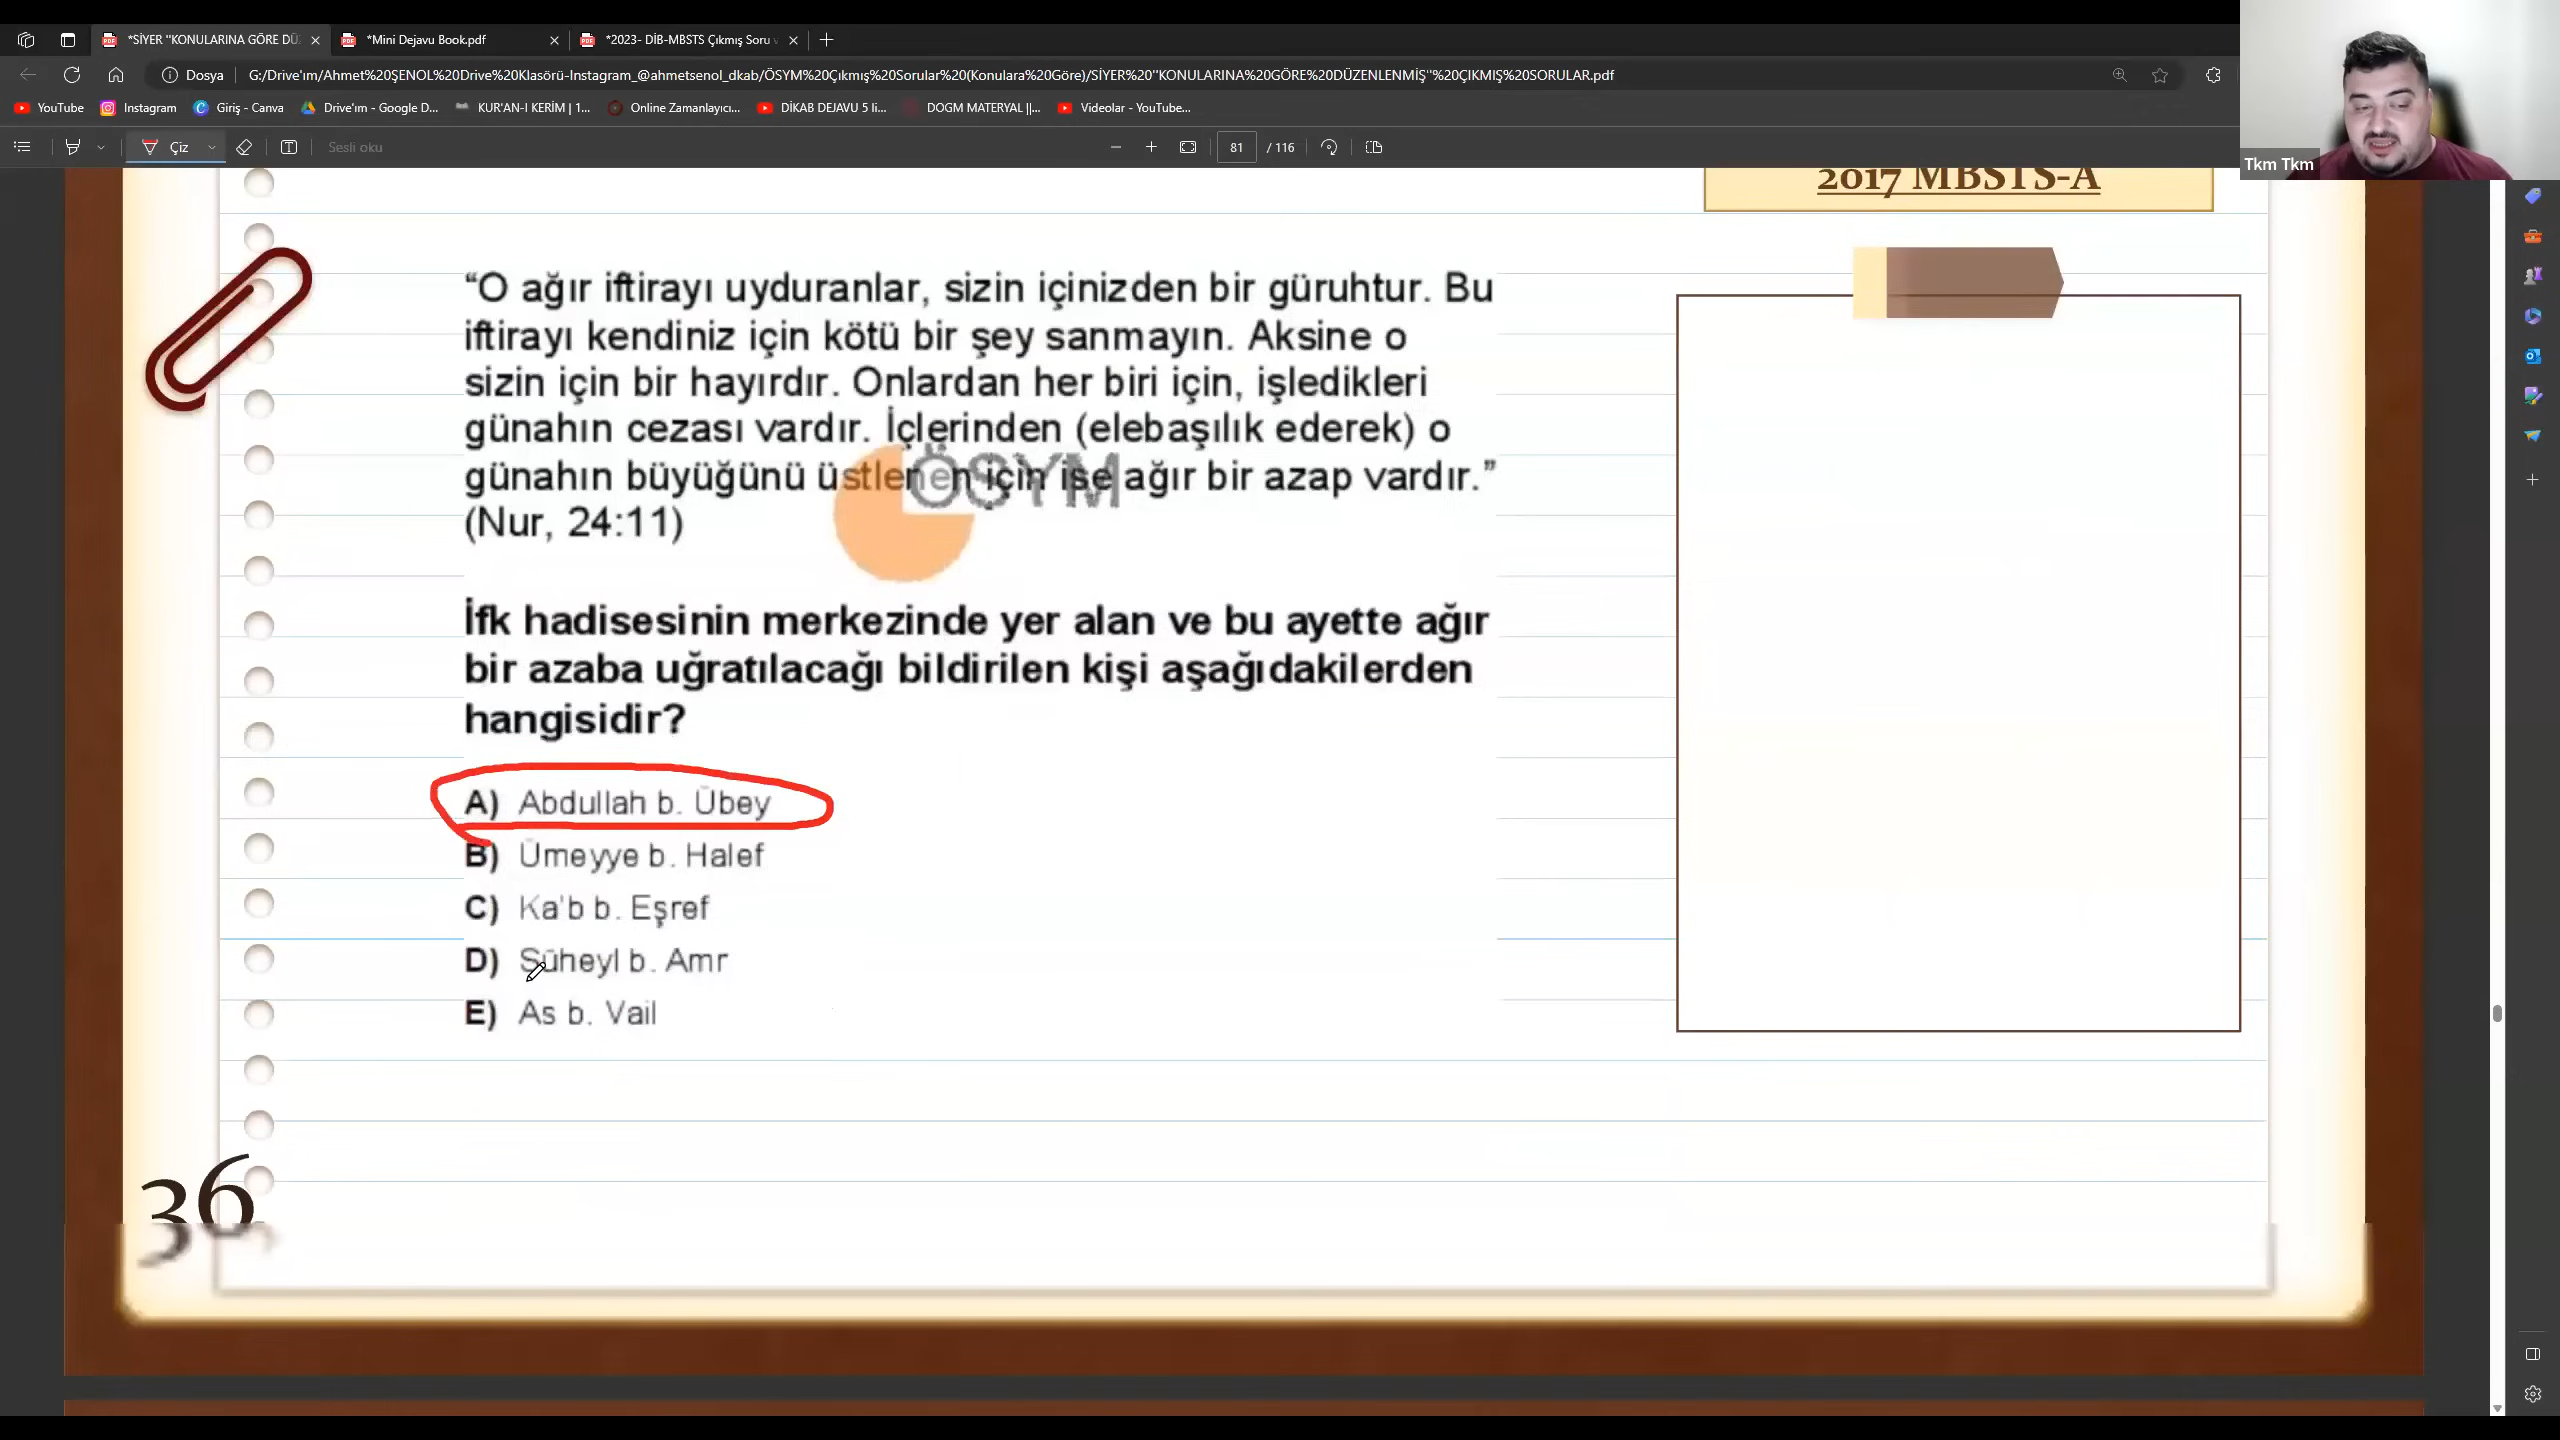 *SİYER "KONULARINA GÖRE DÜ
*Mini Dejavu Book.pdf
*2023- DİB-MBSTS Çıkmış Soru v
Dosya
G:/Drive'ım/Ahmet%20ŞENOL%20Drive%20Klasörü-Instagram_@ahmetsenol_dkab/ÖSYM%20Çıkmış%20Sorular%20(Konulara%20Göre)/SİYER%20''KONULARINA%20GÖRE%20DÜZENLENMİŞ''%20ÇIKMIŞ%20SORULAR.pdf
YouTube
Instagram
Giriş - Canva
Drive'ım - Google D...
KUR'AN-I KERİM | 1...
Online Zamanlayıcı...
DİKAB DEJAVU 5 li...
DOGM MATERYAL ||...
Videolar - YouTube...
Çiz
Sesli oku
81 / 116
Tkm Tkm
2017 MBSTS-A
“O ağır iftirayı uyduranlar, sizin içinizden bir güruhtur. Bu
iftirayı kendiniz için kötü bir şey sanmayın. Aksine o
sizin için bir hayırdır. Onlardan her biri için, işledikleri
günahın cezası vardır. İçlerinden (elebaşılık ederek) o
günahın büyüğünü üstlenen için ise ağır bir azap vardır.”
(Nur, 24:11)
ÖSYM
İfk hadisesinin merkezinde yer alan ve bu ayette ağır
bir azaba uğratılacağı bildirilen kişi aşağıdakilerden
hangisidir?
A) Abdullah b. Übey
B) Ümeyye b. Halef
C) Ka'b b. Eşref
D) Süheyl b. Amr
E) As b. Vail
36